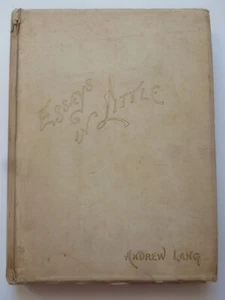 ESSAYS
IN LITTLE
ANDREW LANG